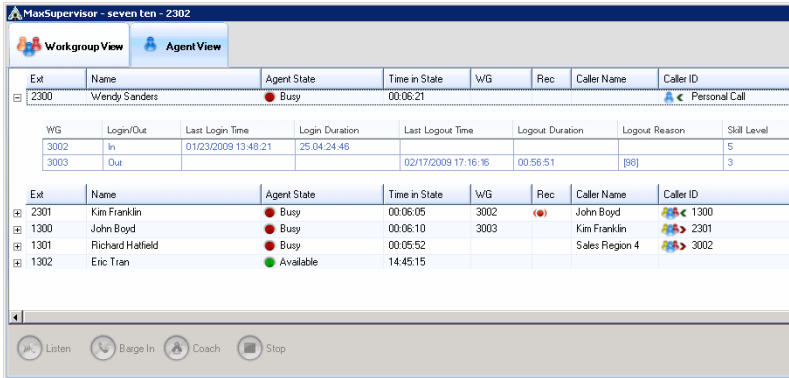 MaxSupervisor - seven ten - 2302
Workgroup View Agent View
Ext Name Agent State Time in State WG Rec Caller Name Caller ID
2300 Wendy Sanders Busy 00:06:21 Personal Call
WG Login/Out Last Login Time Login Duration Last Logout Time Logout Duration Logout Reason Skill Level
3002 In 01/23/2009 13:48:21 25.04:24:46 5
3003 Out 02/17/2009 17:16:16 00:56:51 [98] 3
Ext Name Agent State Time in State WG Rec Caller Name Caller ID
2301 Kim Franklin Busy 00:06:05 3002 John Boyd 1300
1300 John Boyd Busy 00:06:10 3003 Kim Franklin 2301
1301 Richard Hatfield Busy 00:05:52 Sales Region 4 3002
1302 Eric Tran Available 14:45:15
Listen Barge In Coach Stop